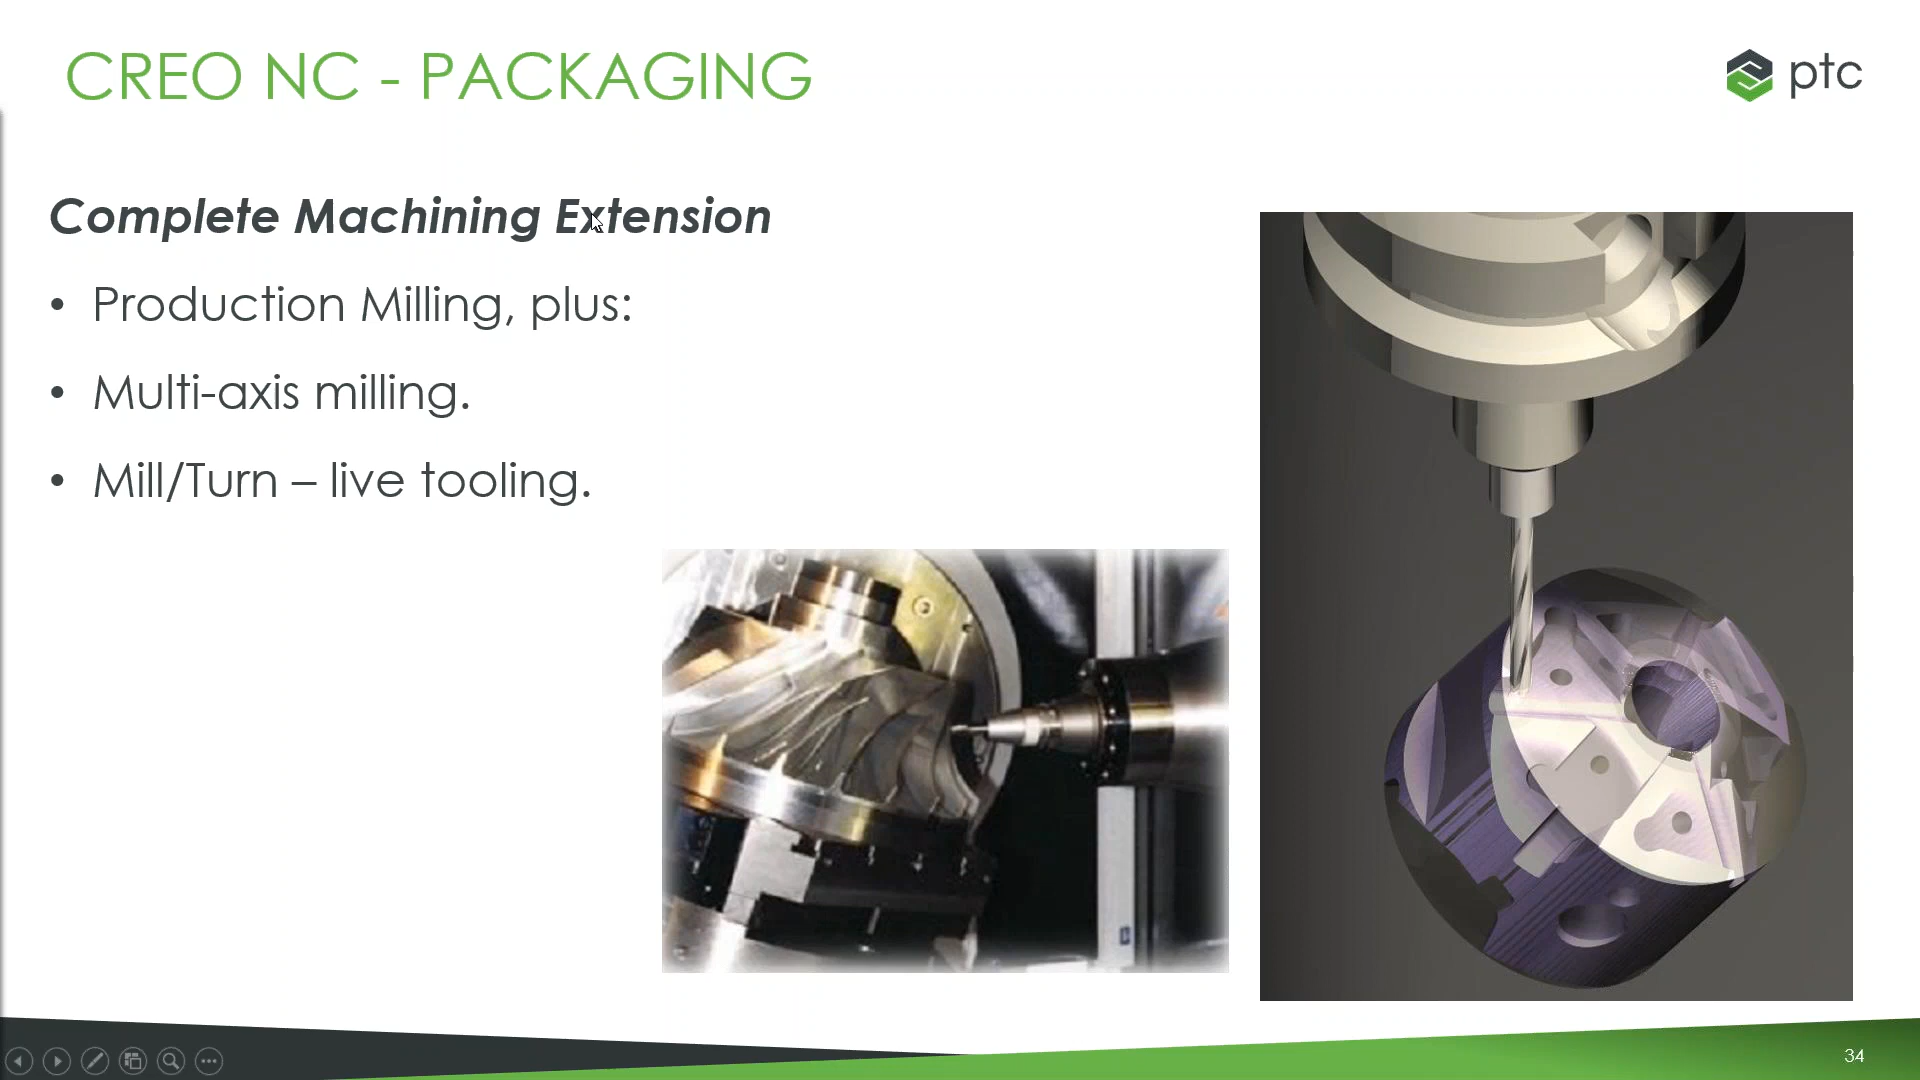 CREO NC - PACKAGING
ptc
Complete Machining Extension
• Production Milling, plus:
• Multi-axis milling.
• Mill/Turn – live tooling.
34